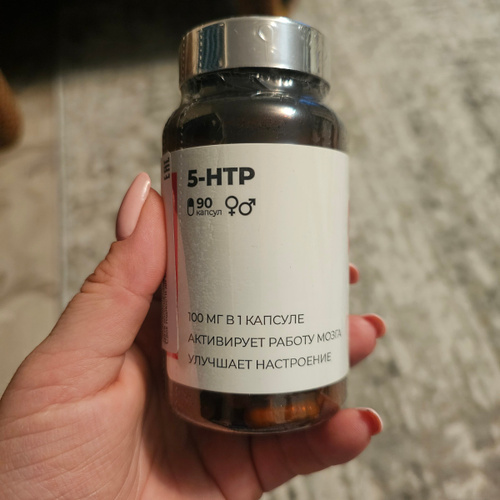 5-HTP
90
капсул
100 МГ В 1 КАПСУЛЕ
АКТИВИРУЕТ РАБОТУ МОЗГА
УЛУЧШАЕТ НАСТРОЕНИЕ